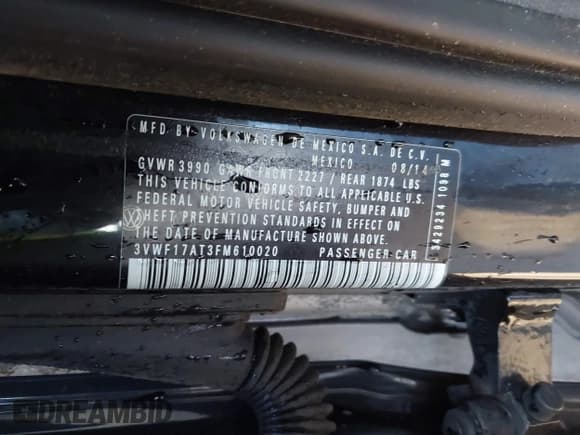 MFD BY VOLKSWAGEN DE MEXICO S.A. DE C.V.
MEXICO 08/14
GVWR 3990 GAWR FRONT 2227 / REAR 1874 LBS
THIS VEHICLE CONFORMS TO ALL APPLICABLE U.S.
FEDERAL MOTOR VEHICLE SAFETY, BUMPER AND
THEFT PREVENTION STANDARDS IN EFFECT ON
THE DATE OF MANUFACTURE SHOWN ABOVE.
3VWF17AT3FM610020 PASSENGER CAR
3429234 1008 M
DREAMBID